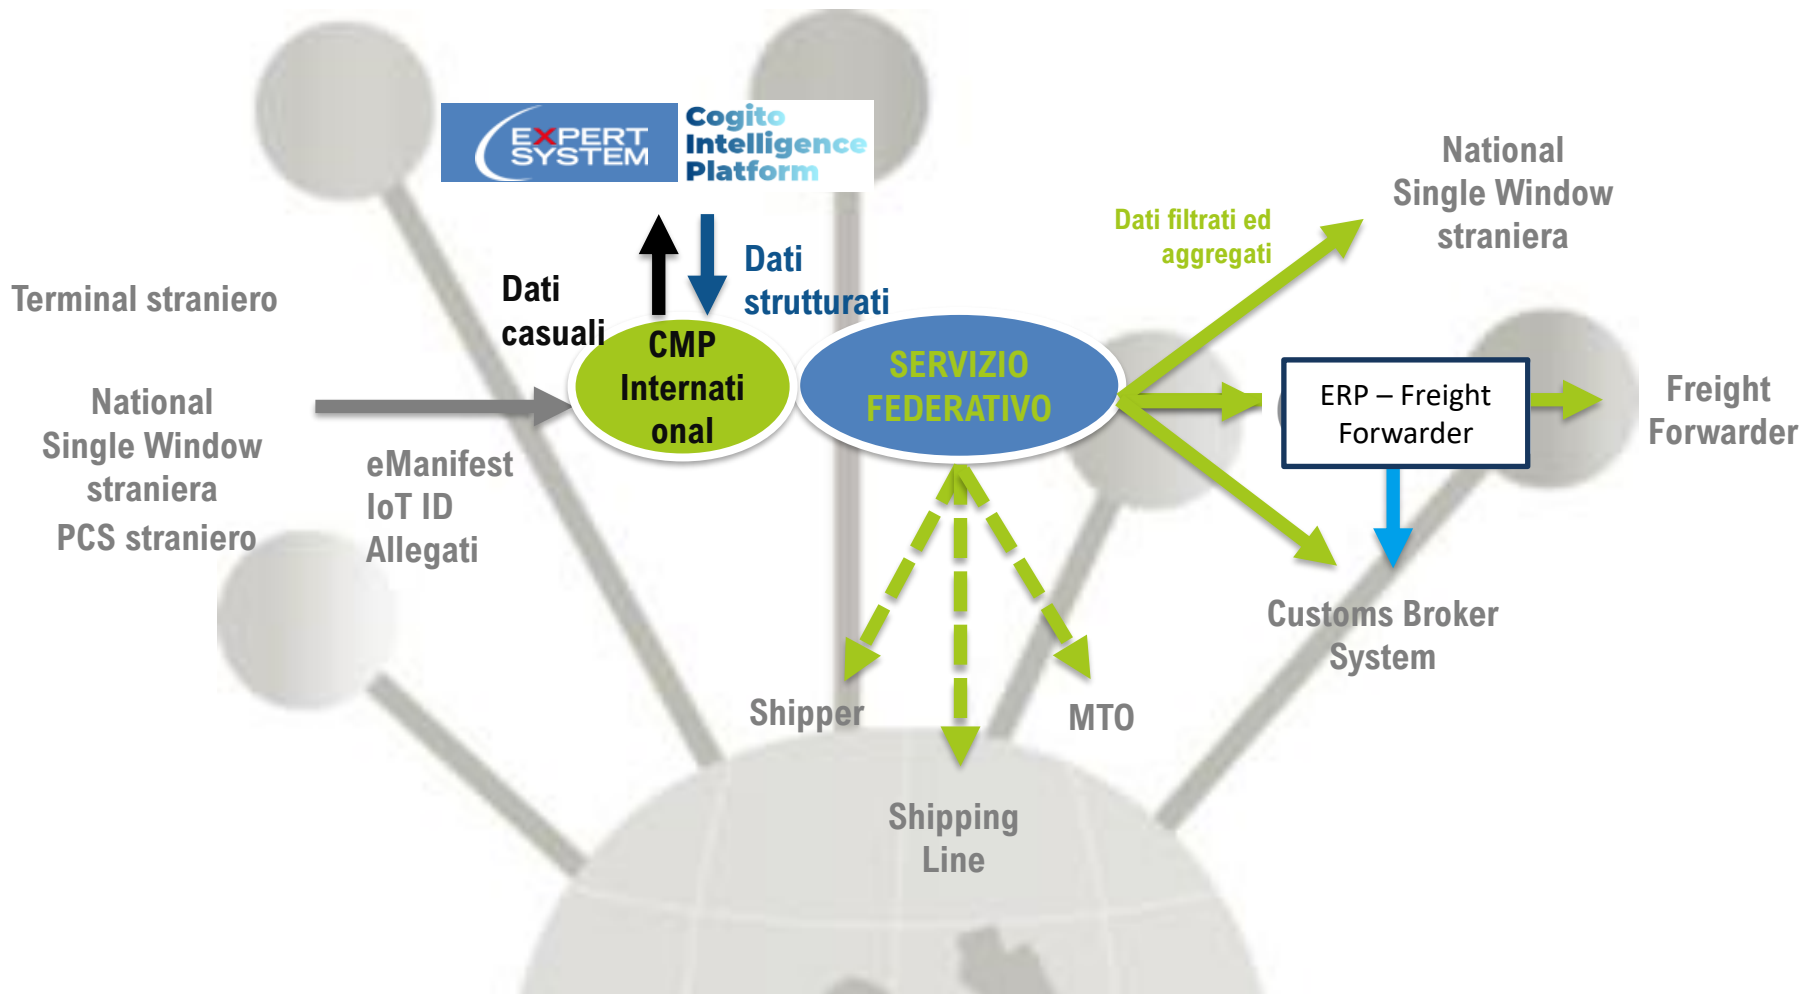 EXPERT
SYSTEM
Cogito
Intelligence
Platform
National
Single Window
straniera
Dati filtrati ed
aggregati
Dati
strutturati
Dati
casuali
Terminal straniero
CMP
Internati
onal
SERVIZIO
FEDERATIVO
ERP – Freight
Forwarder
Freight
Forwarder
National
Single Window
straniera
PCS straniero
eManifest
IoT ID
Allegati
Customs Broker
System
Shipper
MTO
Shipping
Line